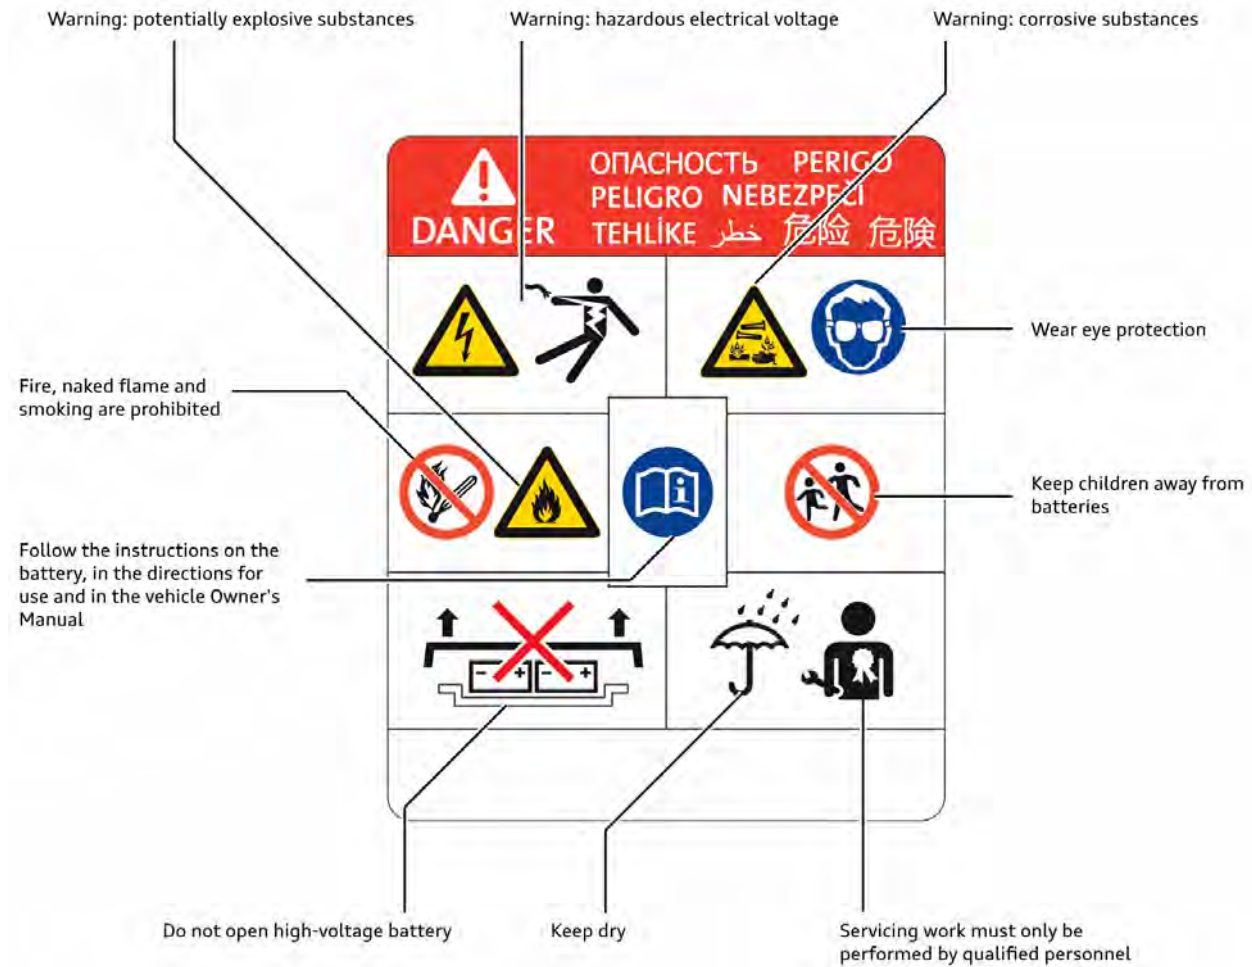 Warning: potentially explosive substances
Warning: hazardous electrical voltage
Warning: corrosive substances
DANGER
ОПАСНОСТЬ PERIGO
PELIGRO NEBEZPEČÍ
TEHLİKE خطر 危险 危険
Wear eye protection
Fire, naked flame and
smoking are prohibited
Keep children away from
batteries
Follow the instructions on the
battery, in the directions for
use and in the vehicle Owner's
Manual
Do not open high-voltage battery
Keep dry
Servicing work must only be
performed by qualified personnel